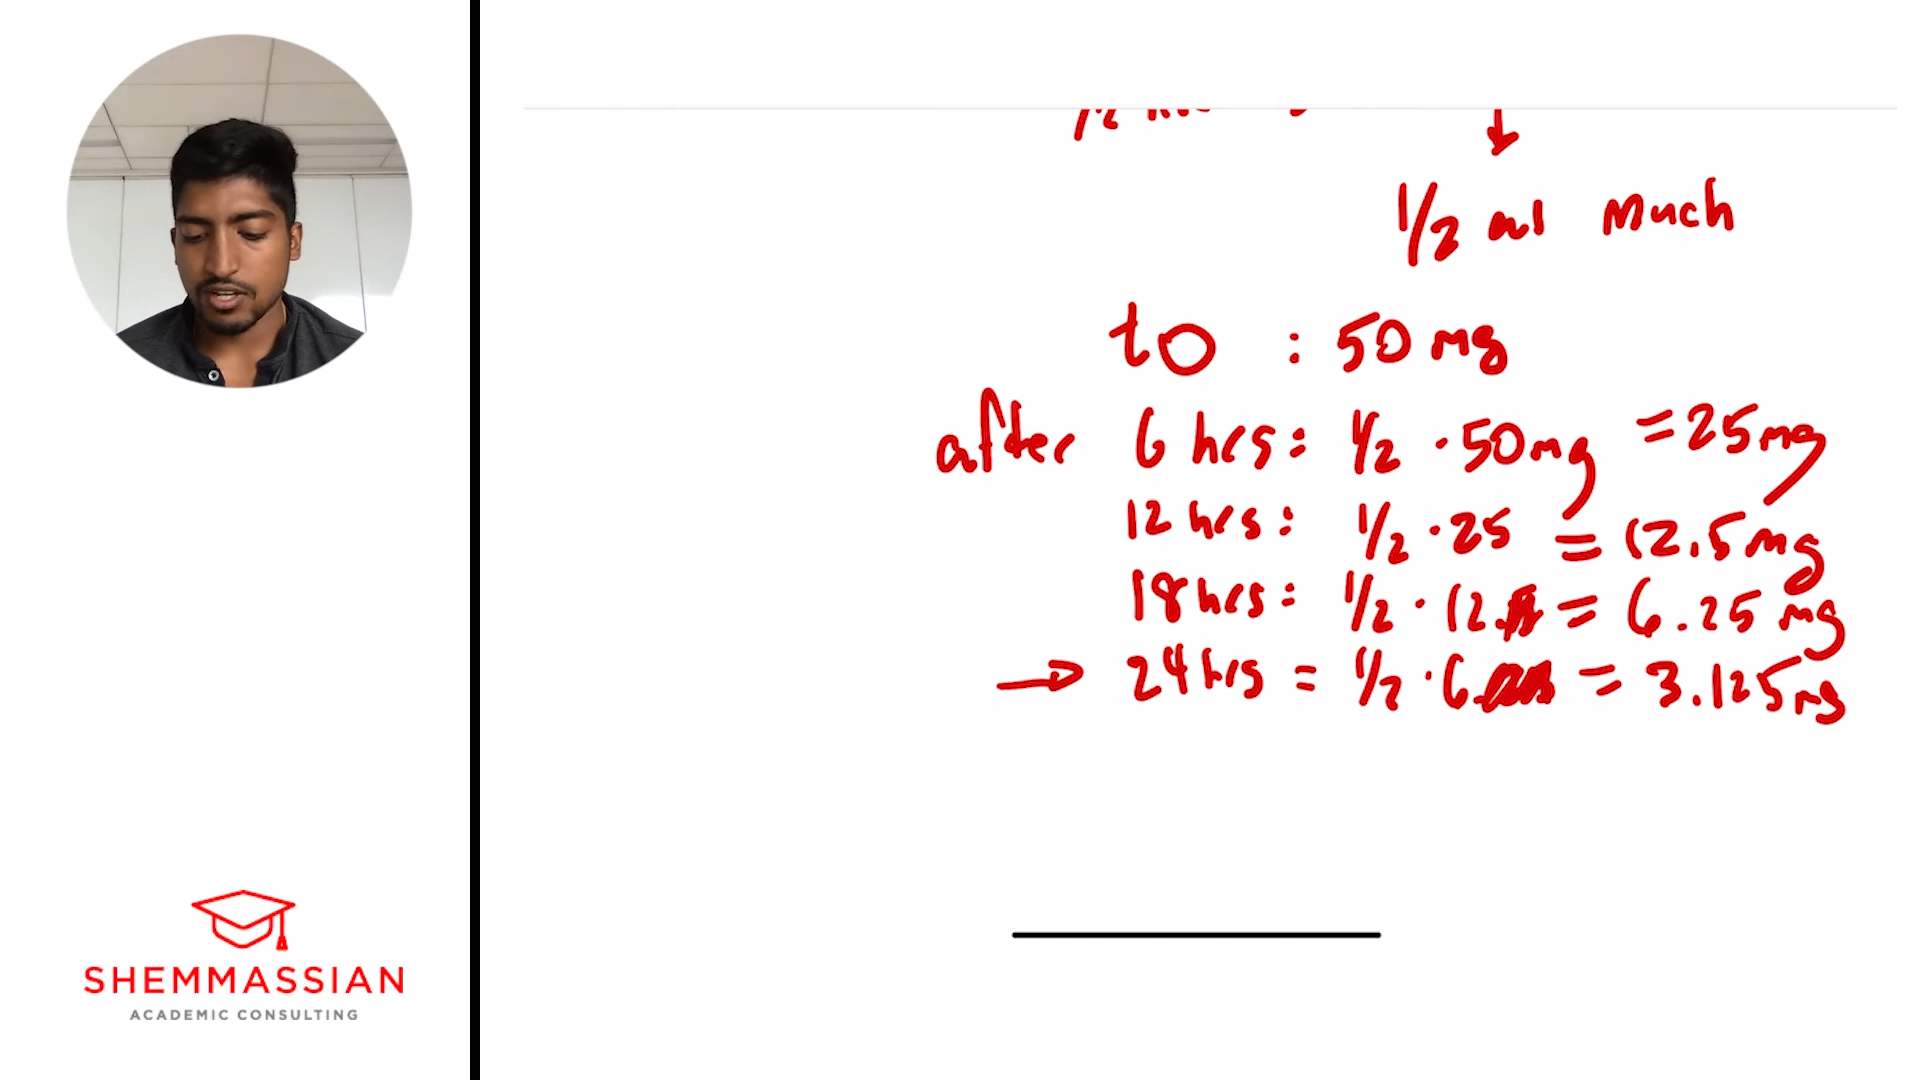 1/2 as much
t0 : 50 mg
after 6 hrs: 1/2 · 50mg = 25mg
12 hrs: 1/2 · 25 = 12.5mg
18 hrs: 1/2 · 12.5 = 6.25 mg
→ 24 hrs = 1/2 · 6.25 = 3.125mg
SHEMMASSIAN
ACADEMIC CONSULTING